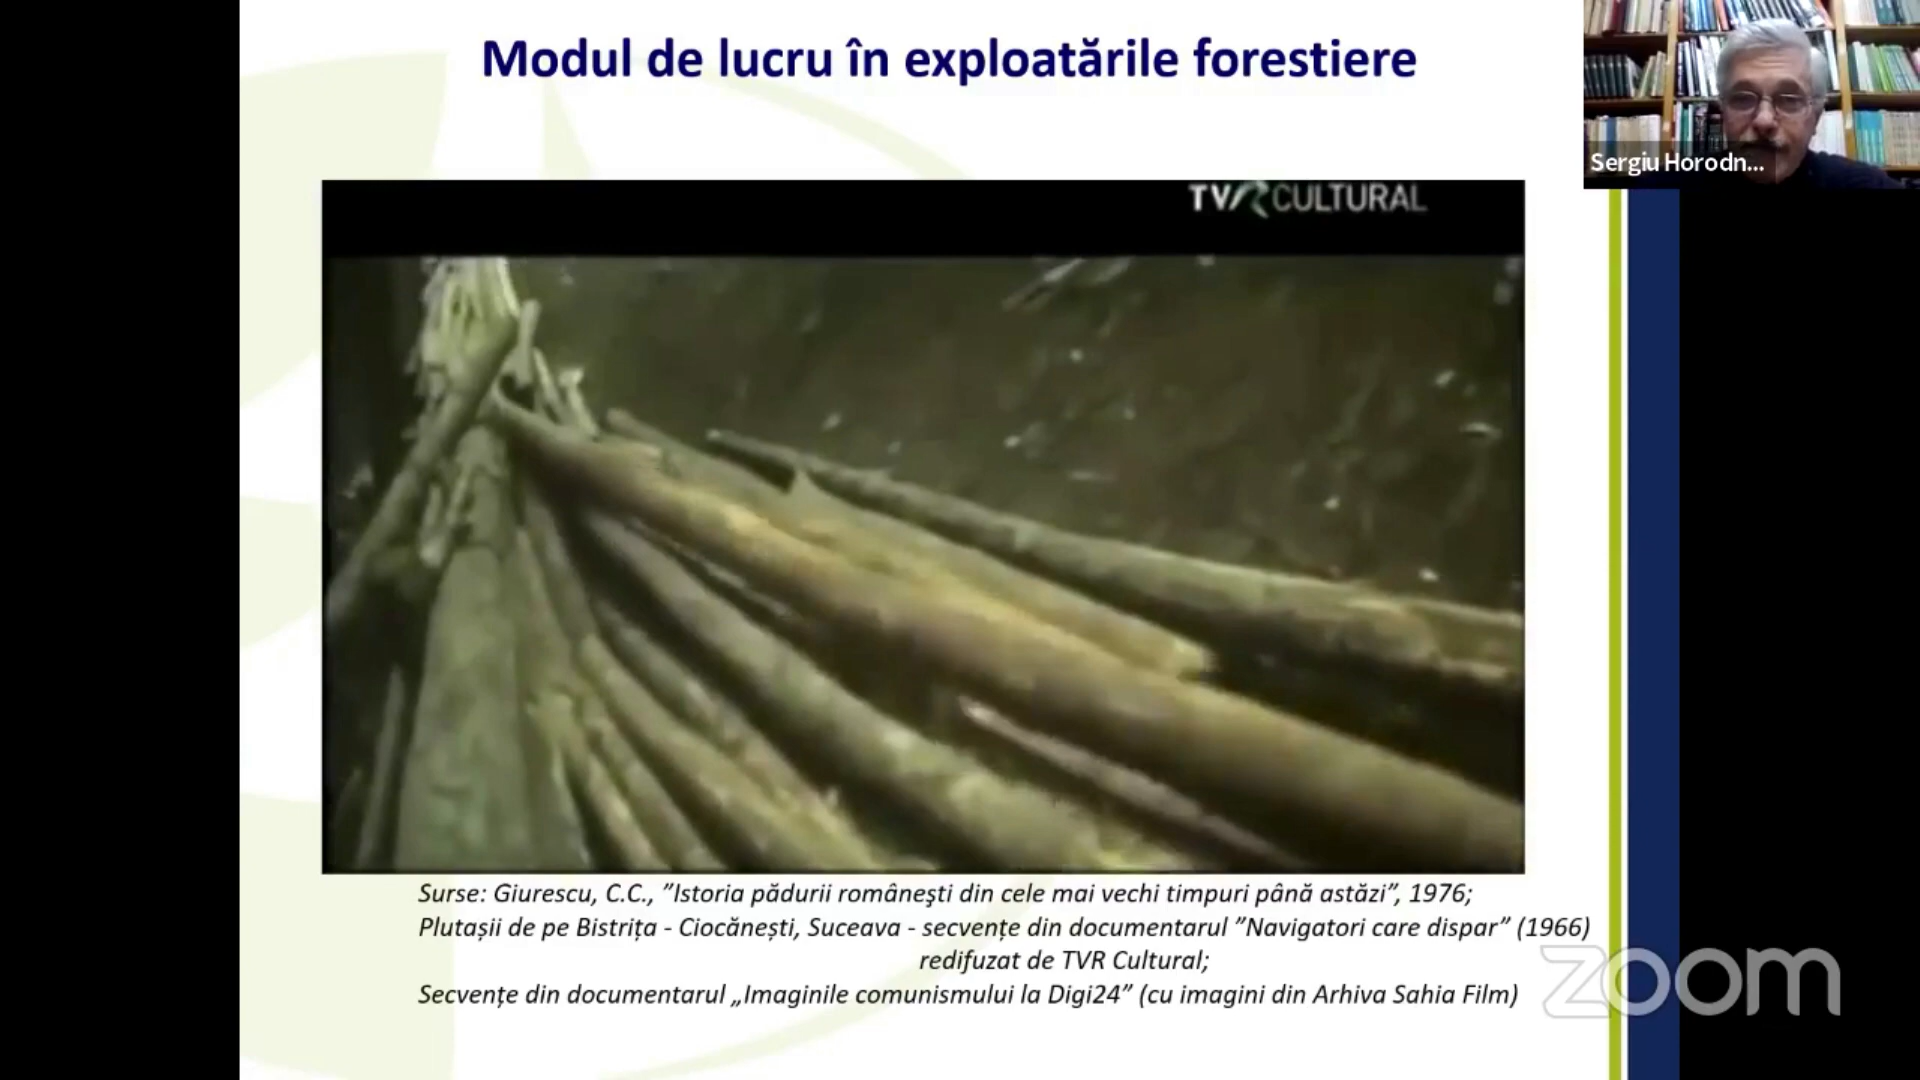 Modul de lucru în exploatările forestiere
Sergiu Horodn...
TVR CULTURAL
Surse: Giurescu, C.C., ”Istoria pădurii româneşti din cele mai vechi timpuri până astăzi”, 1976;
Plutașii de pe Bistrița - Ciocănești, Suceava - secvențe din documentarul ”Navigatori care dispar” (1966)
redifuzat de TVR Cultural;
Secvențe din documentarul „Imaginile comunismului la Digi24” (cu imagini din Arhiva Sahia Film)
zoom